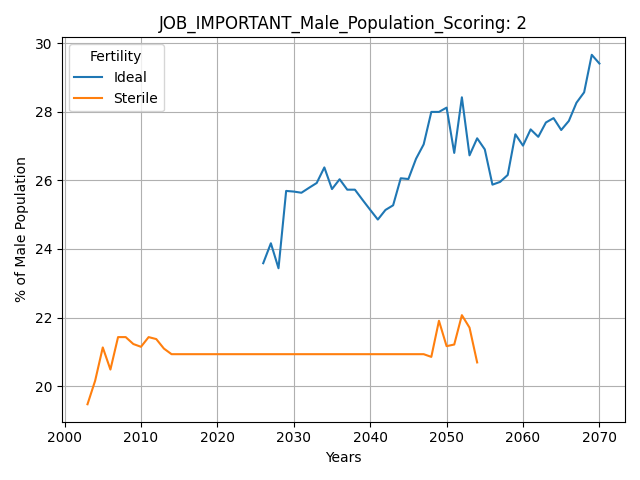 JOB_IMPORTANT_Male_Population_Scoring: 2
Fertility
Ideal
Sterile
% of Male Population
30
28
26
24
22
20
2000 2010 2020 2030 2040 2050 2060 2070
Years